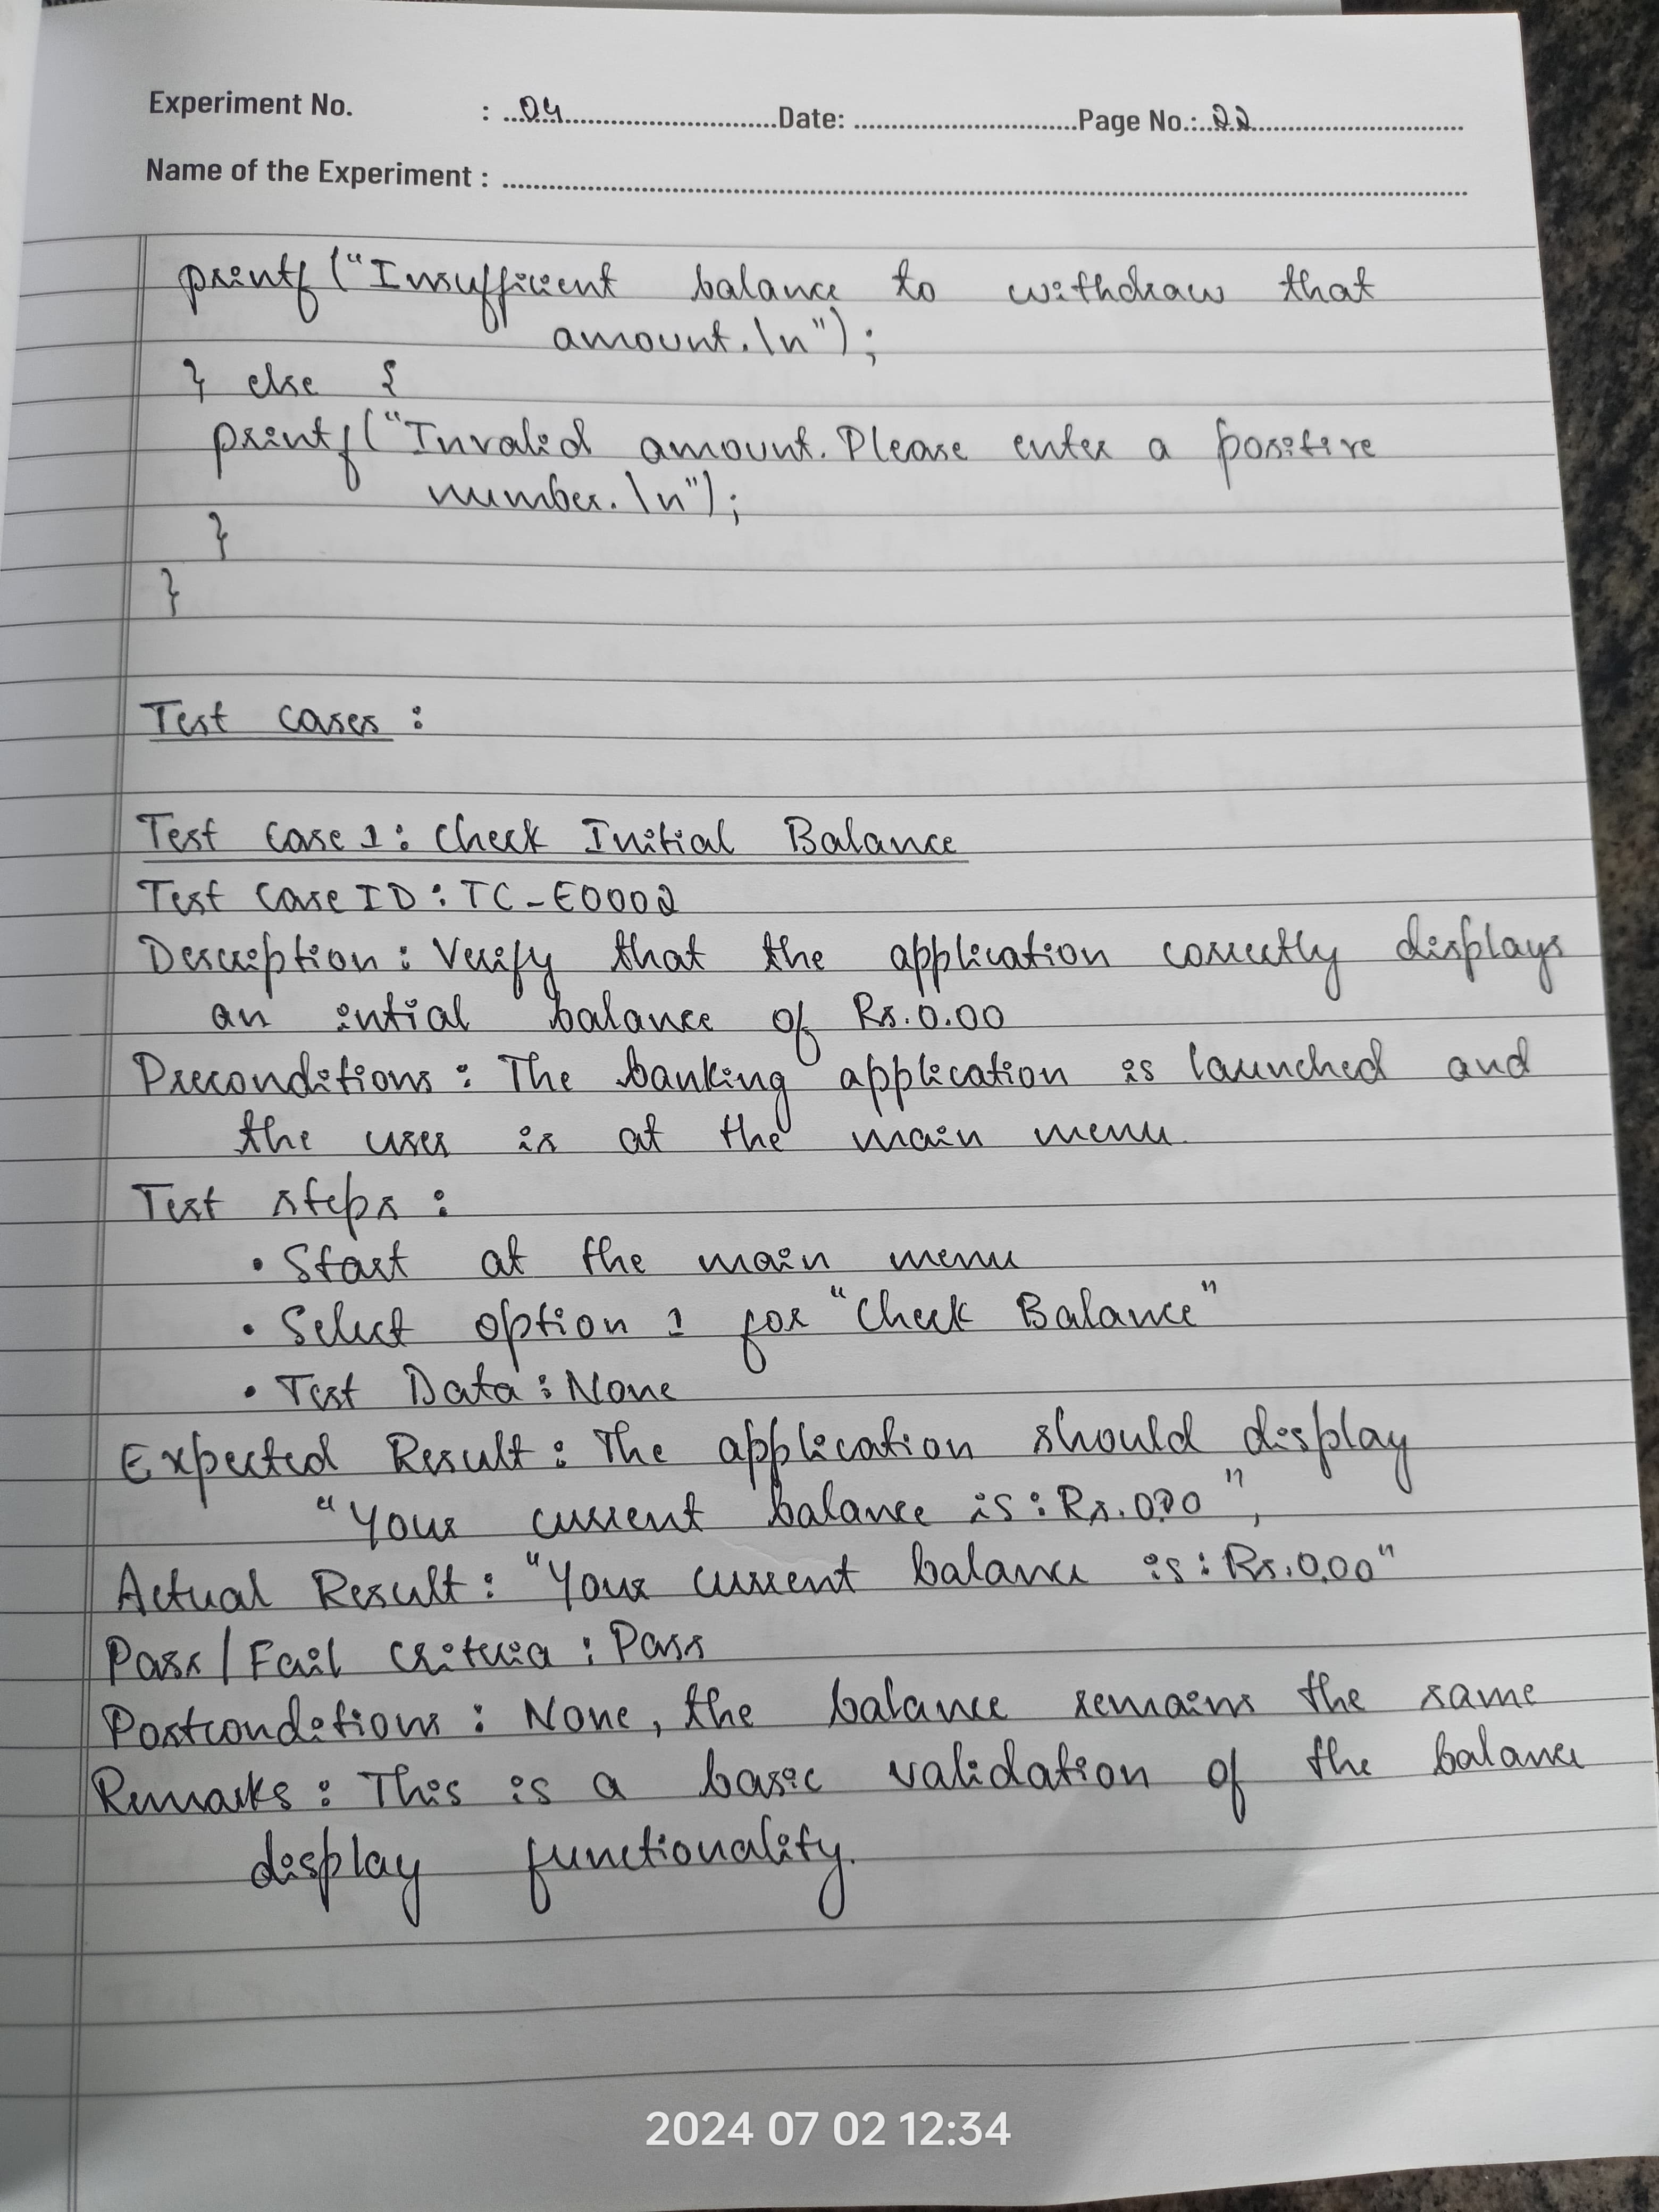 Experiment No. : 04 Date: Page No.: 22
Name of the Experiment :
printf("Insufficient balance to withdraw that
amount.\n");
} else {
printf("Invalid amount. Please enter a positive
number.\n");
}
}
Test cases :
Test Case 1 : Check Initial Balance
Test Case ID : TC-E0002
Description : Verify that the application correctly displays
an intial balance of Rs.0.00
Preconditions : The banking application is launched and
the user is at the main menu.
Test steps :
• Start at the main menu
• Select option 1 for "Check Balance"
• Test Data : None
Expected Result : The application should display
"Your current balance is : Rs.0.00",
Actual Result : "Your current balance is : Rs.0.00"
Pass/Fail Criteria : Pass
Postconditions : None, the balance remains the same
Remarks : This is a basic validation of the balance
display functionality.
2024 07 02 12:34